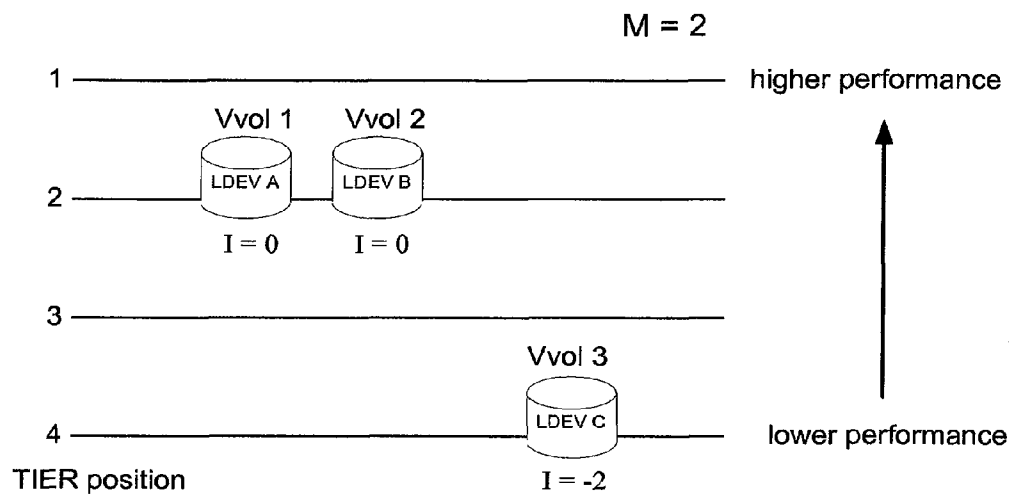 M = 2
1 higher performance
Vvol 1 Vvol 2
LDEV A LDEV B
2
I = 0 I = 0
3
Vvol 3
LDEV C
4 lower performance
TIER position I = -2